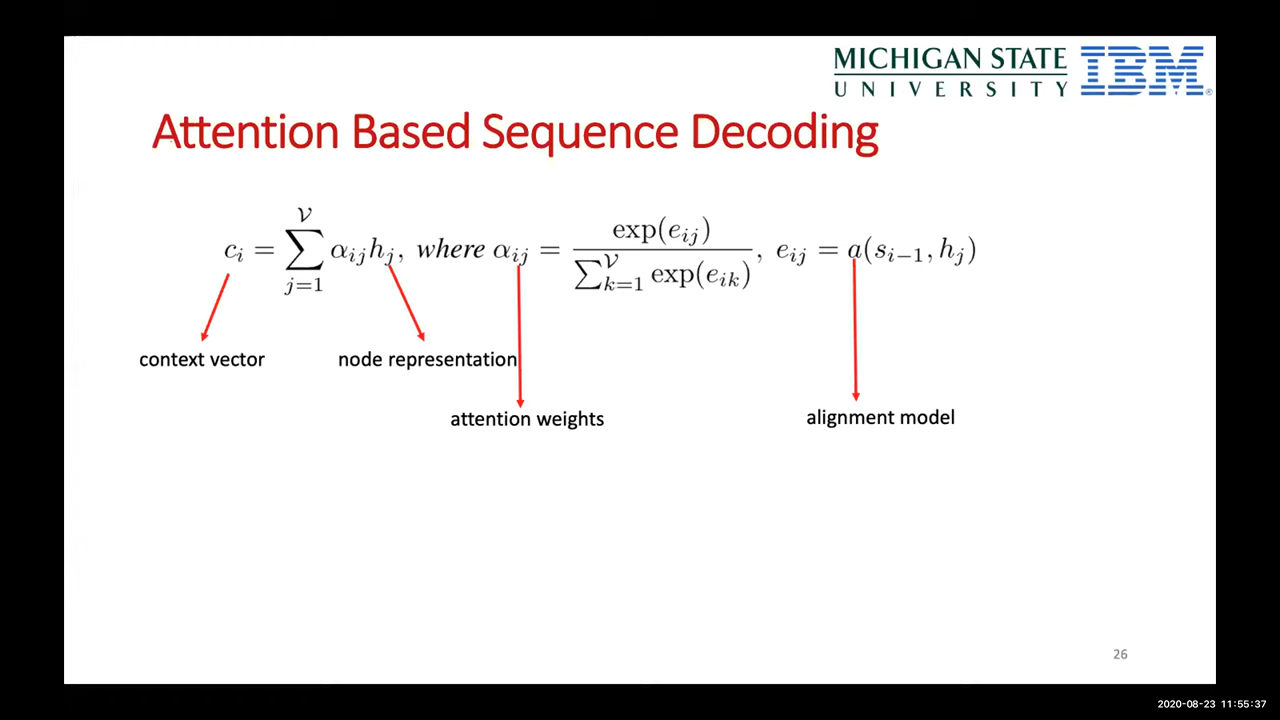 MICHIGAN STATE
UNIVERSITY
IBM®
Attention Based Sequence Decoding
c_i = \sum_{j=1}^{\mathcal{V}} α_{ij} h_j, where α_{ij} = \frac{exp(e_{ij})}{\sum_{k=1}^{\mathcal{V}} exp(e_{ik})}, e_{ij} = a(s_{i-1}, h_j)
context vector
node representation
attention weights
alignment model
26
2020-08-23 11:55:37